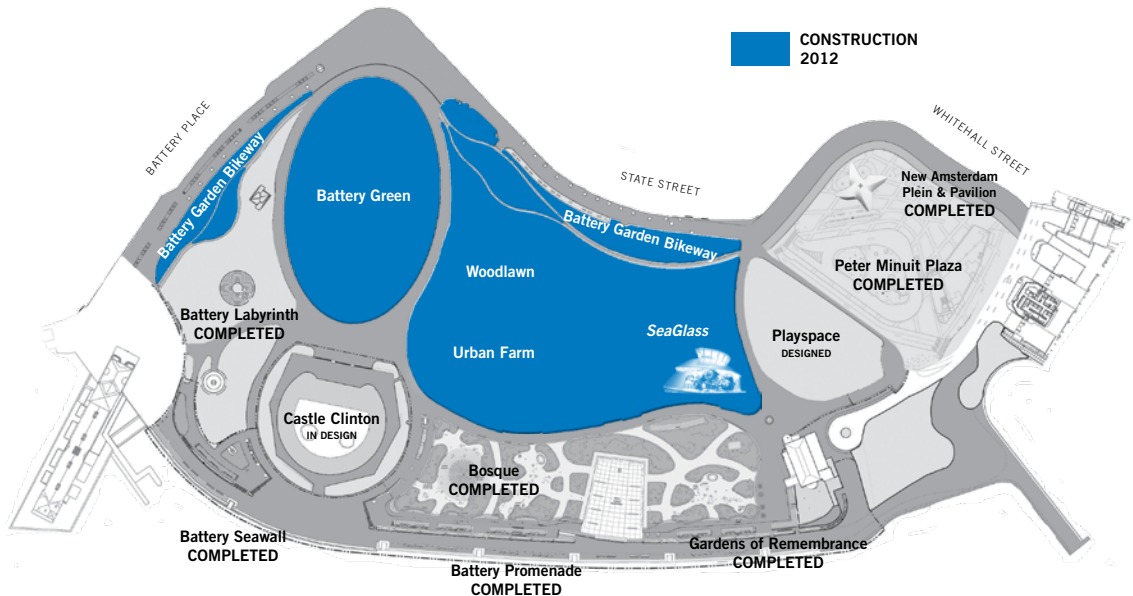 CONSTRUCTION
2012
BATTERY PLACE
WHITEHALL STREET
STATE STREET
Battery Garden Bikeway
Battery Green
New Amsterdam
Plein & Pavilion
COMPLETED
Battery Garden Bikeway
Woodlawn
Peter Minuit Plaza
COMPLETED
Battery Labyrinth
COMPLETED
SeaGlass
Playspace
DESIGNED
Urban Farm
Castle Clinton
IN DESIGN
Bosque
COMPLETED
Battery Seawall
COMPLETED
Gardens of Remembrance
COMPLETED
Battery Promenade
COMPLETED